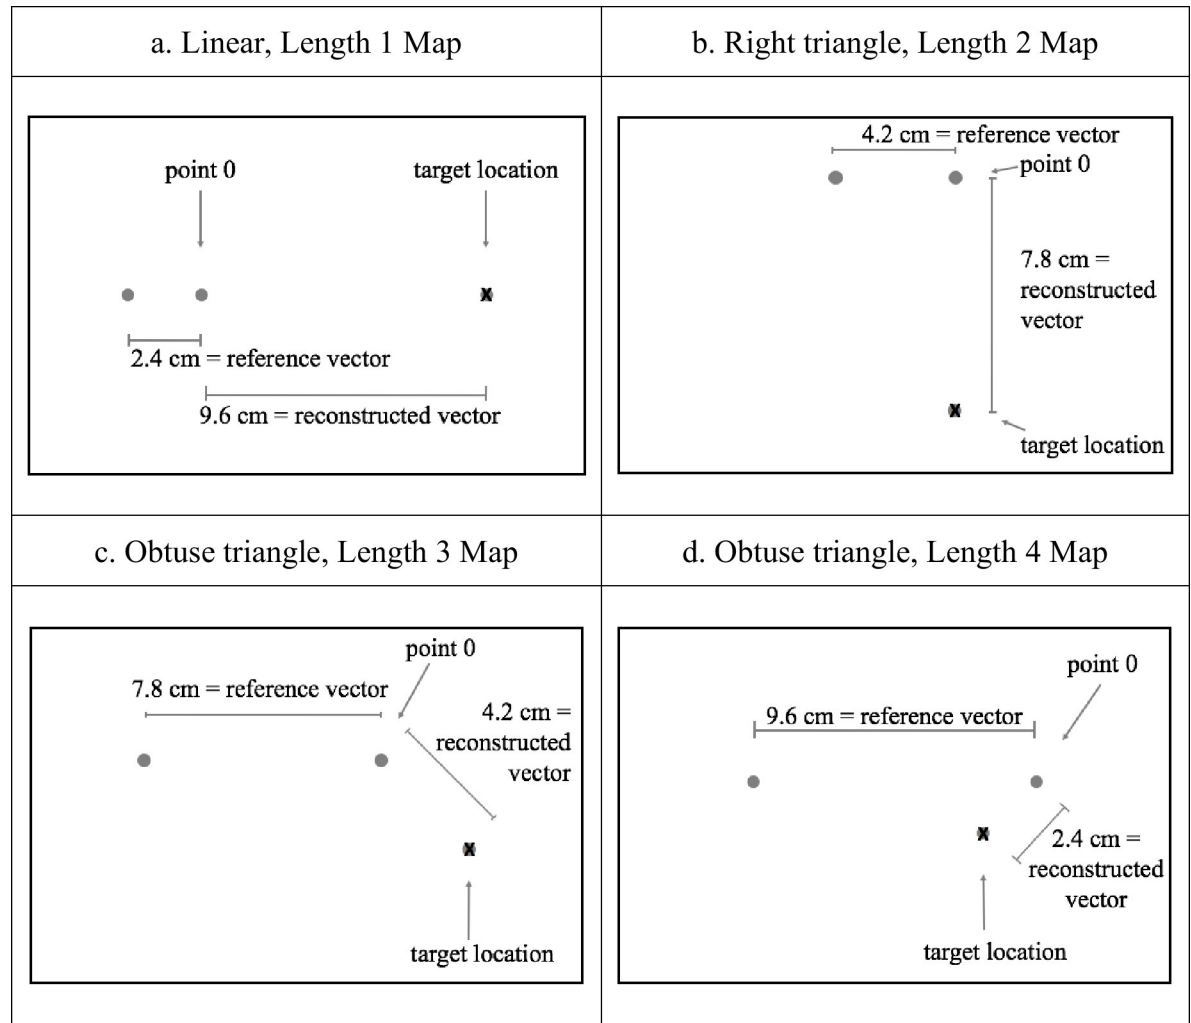 a. Linear, Length 1 Map
b. Right triangle, Length 2 Map
point 0
target location
x
2.4 cm = reference vector
9.6 cm = reconstructed vector
4.2 cm = reference vector
point 0
7.8 cm =
reconstructed
vector
x
target location
c. Obtuse triangle, Length 3 Map
d. Obtuse triangle, Length 4 Map
point 0
7.8 cm = reference vector
4.2 cm =
reconstructed
vector
x
target location
point 0
9.6 cm = reference vector
x
2.4 cm =
reconstructed
vector
target location